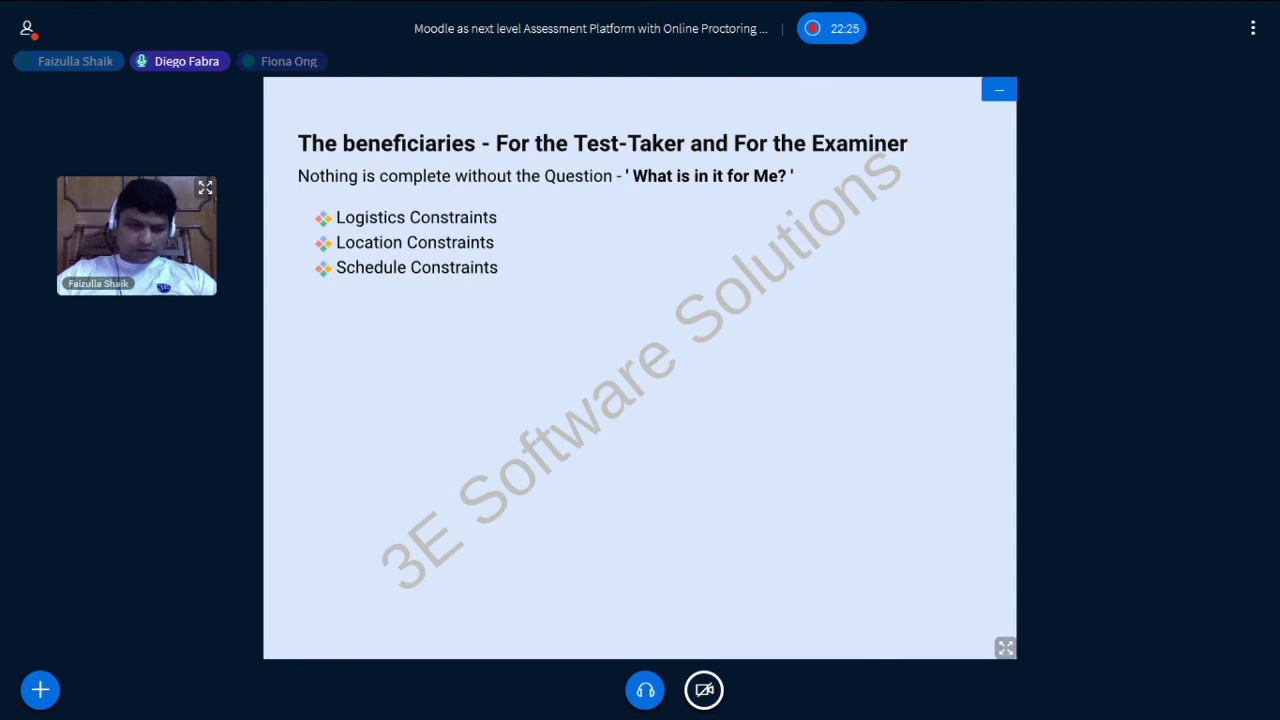 Moodle as next level Assessment Platform with Online Proctoring ...
22:25
Faizulla Shaik
Diego Fabra
Fiona Ong
The beneficiaries - For the Test-Taker and For the Examiner
Nothing is complete without the Question - ' What is in it for Me? '
Logistics Constraints
Location Constraints
Schedule Constraints
3E Software Solutions
Faizulla Shaik